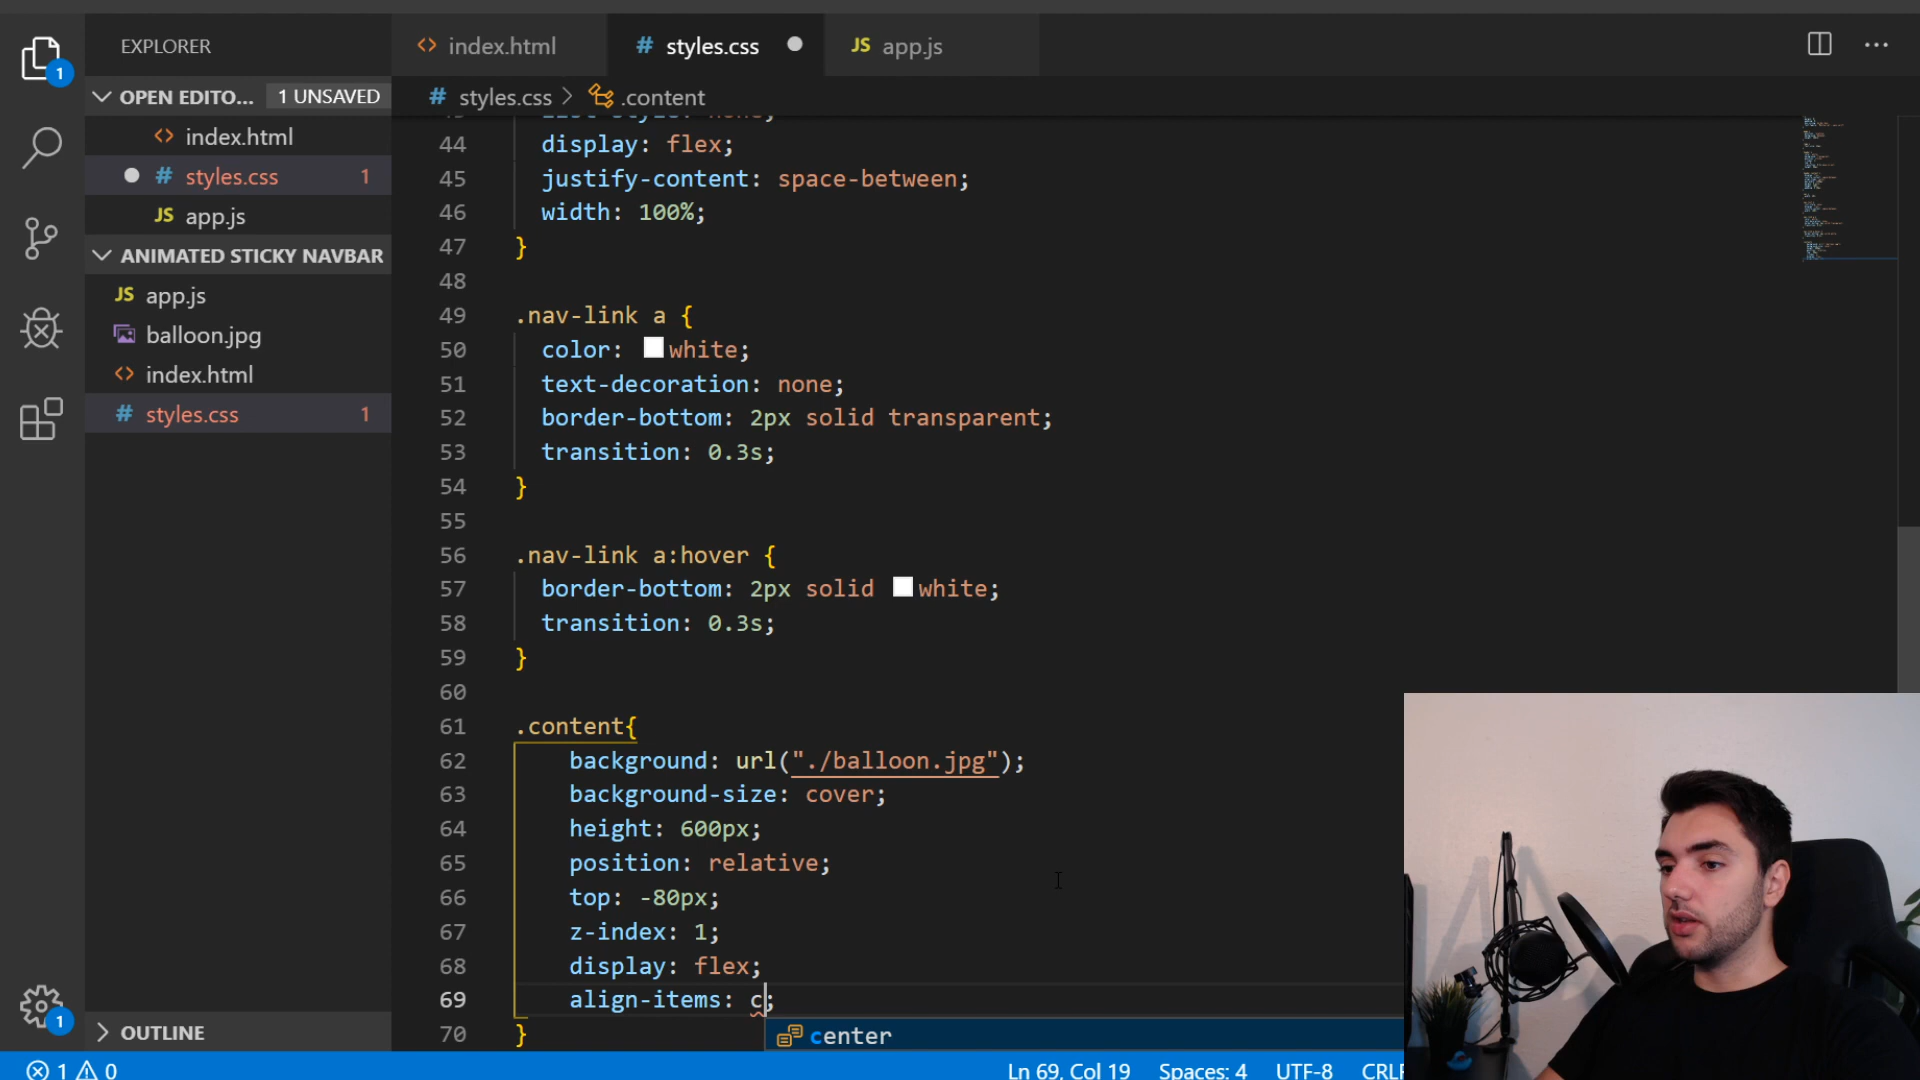 EXPLORER
<> index.html
# styles.css
JS app.js
1
OPEN EDITO... 1 UNSAVED
# styles.css > .content
<> index.html
# styles.css 1
JS app.js
ANIMATED STICKY NAVBAR
JS app.js
balloon.jpg
<> index.html
# styles.css 1
44 display: flex;
45 justify-content: space-between;
46 width: 100%;
47 }
48
49 .nav-link a {
50 color: white;
51 text-decoration: none;
52 border-bottom: 2px solid transparent;
53 transition: 0.3s;
54 }
55
56 .nav-link a:hover {
57 border-bottom: 2px solid white;
58 transition: 0.3s;
59 }
60
61 .content{
62 background: url("./balloon.jpg");
63 background-size: cover;
64 height: 600px;
65 position: relative;
66 top: -80px;
67 z-index: 1;
68 display: flex;
69 align-items: c;
70 }
center
1
OUTLINE
1 0
Ln 69, Col 19 Spaces: 4 UTF-8 CRLF